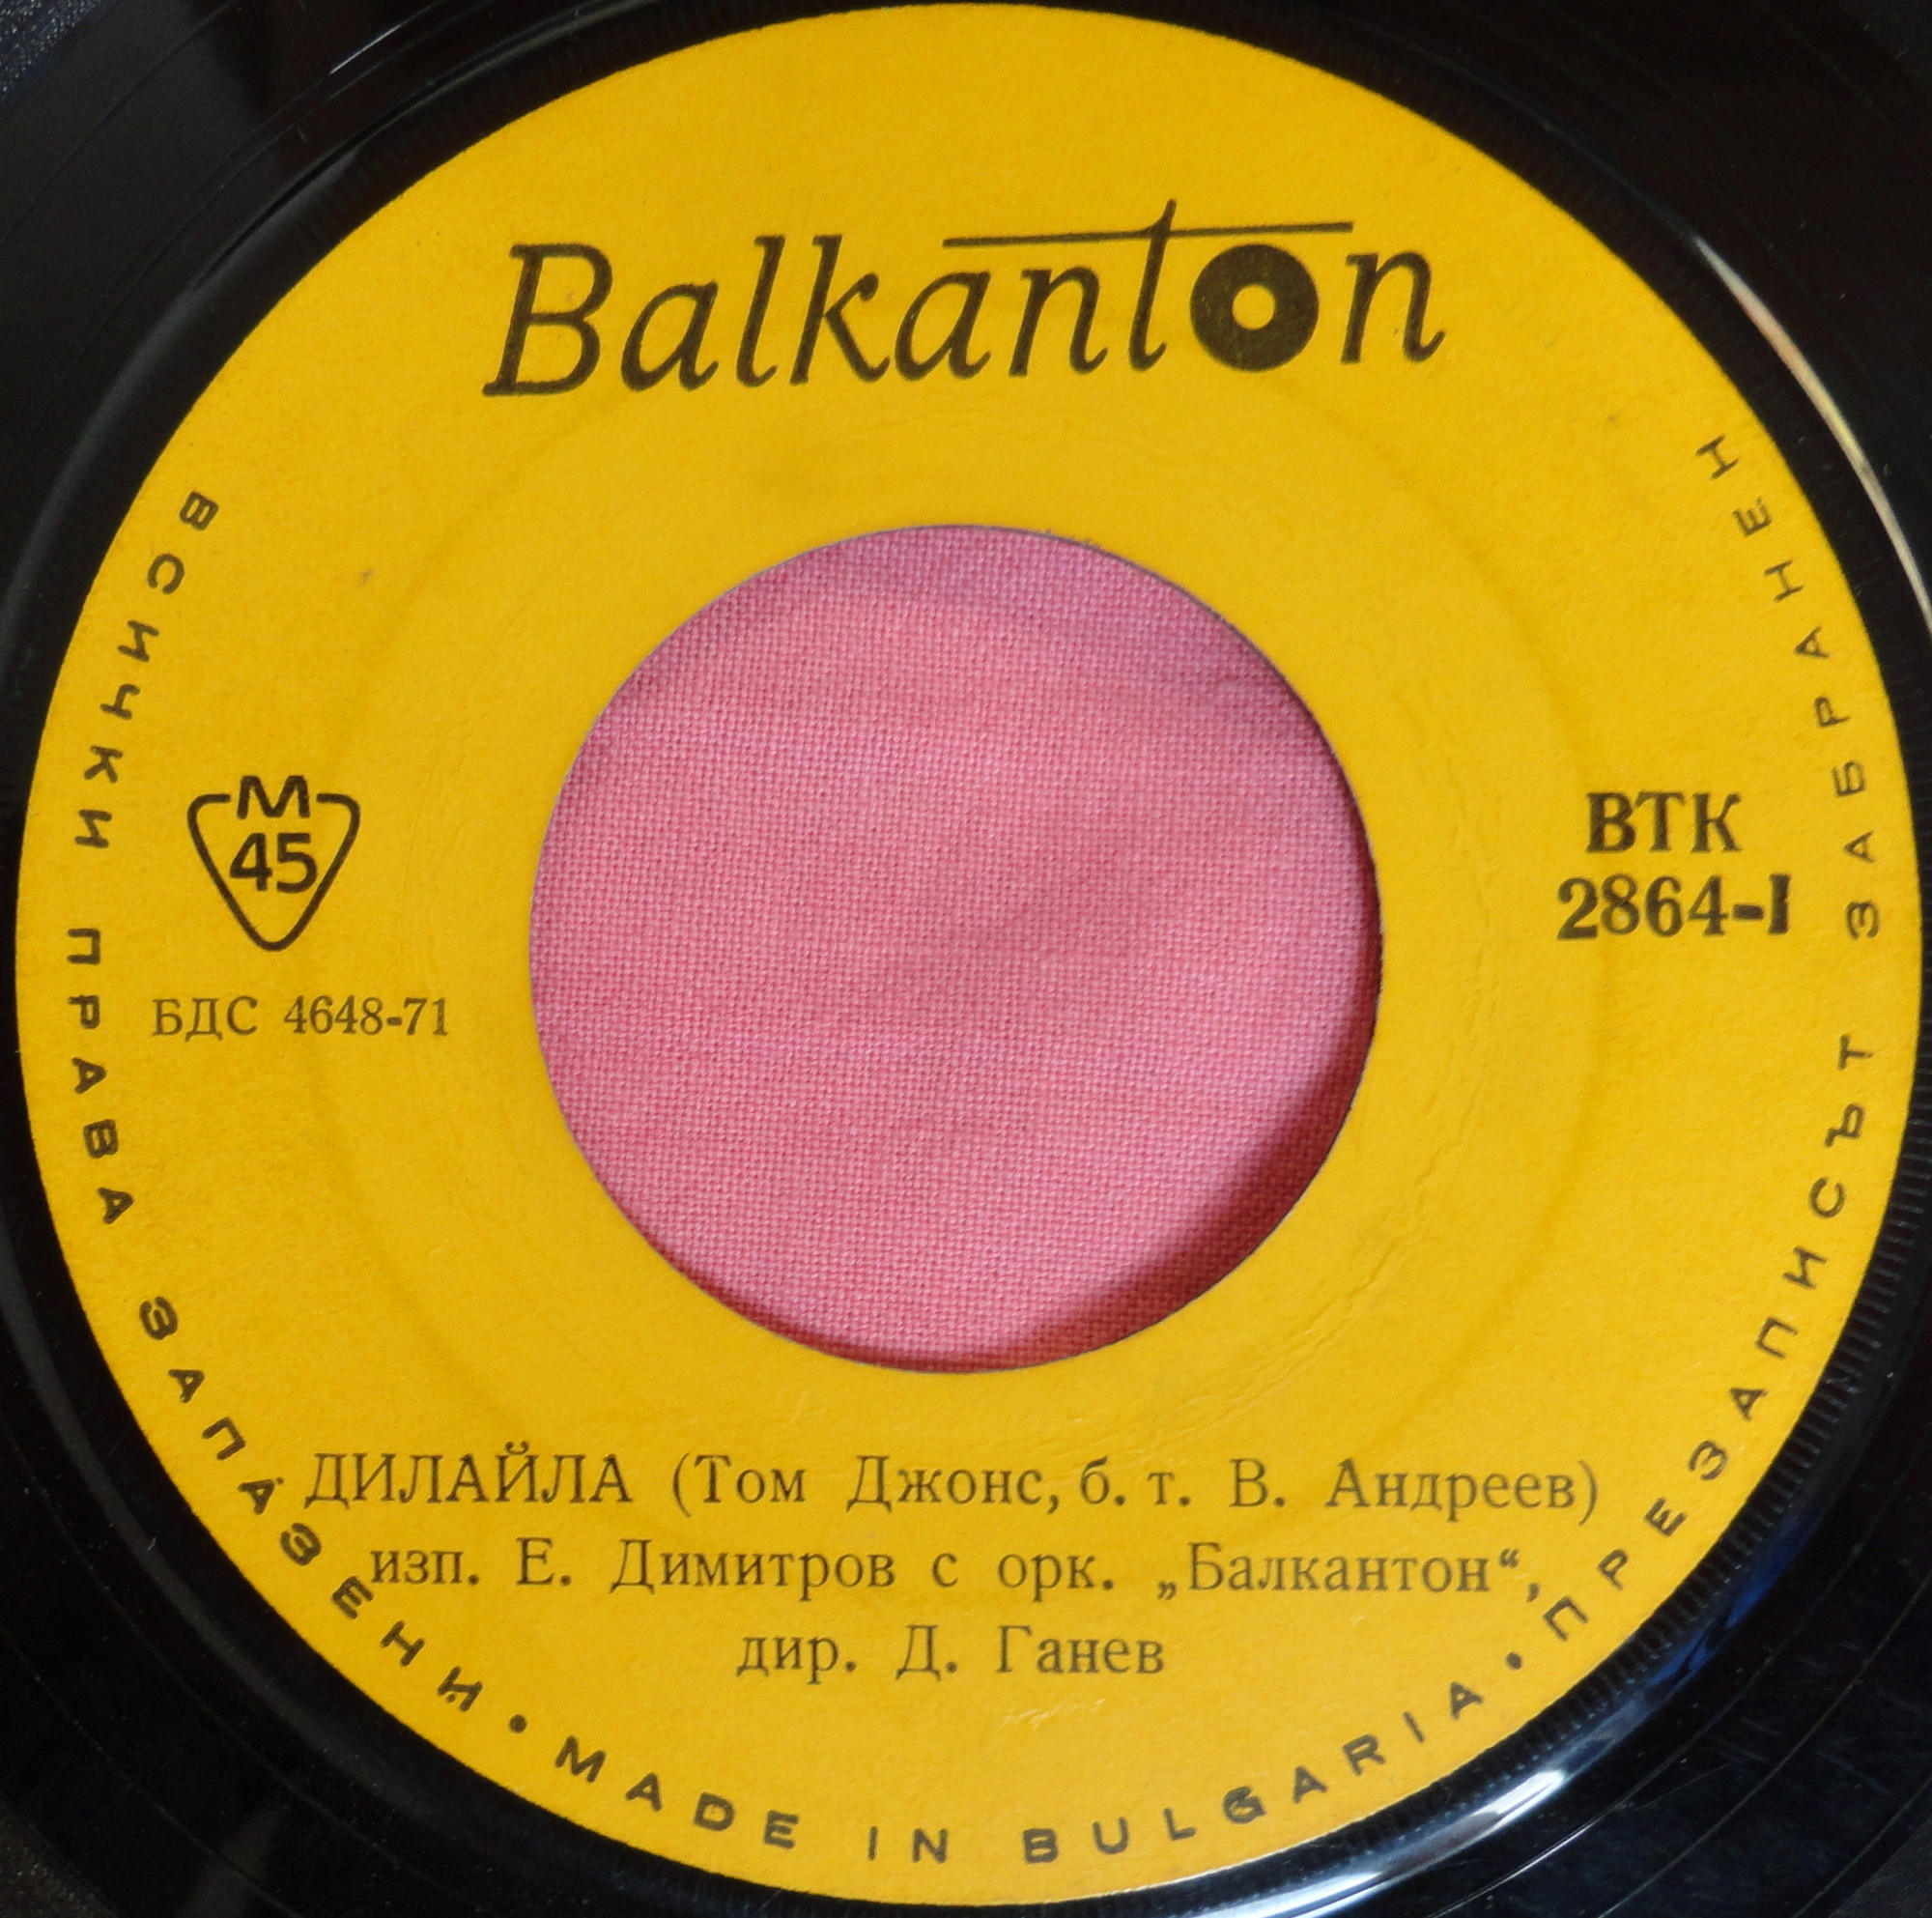 Balkanton
M
45
БДС 4648-71
ВТК
2864-I
ДИЛАЙЛА (Том Джонс, б. т. В. Андреев)
изп. Е. Димитров с орк. „Балкантон“,
дир. Д. Ганев
ВСИЧКИ ПРАВА ЗАПАЗЕНИ • MADE IN BULGARIA • ПРЕЗАПИСЪТ ЗАБРАНЕН